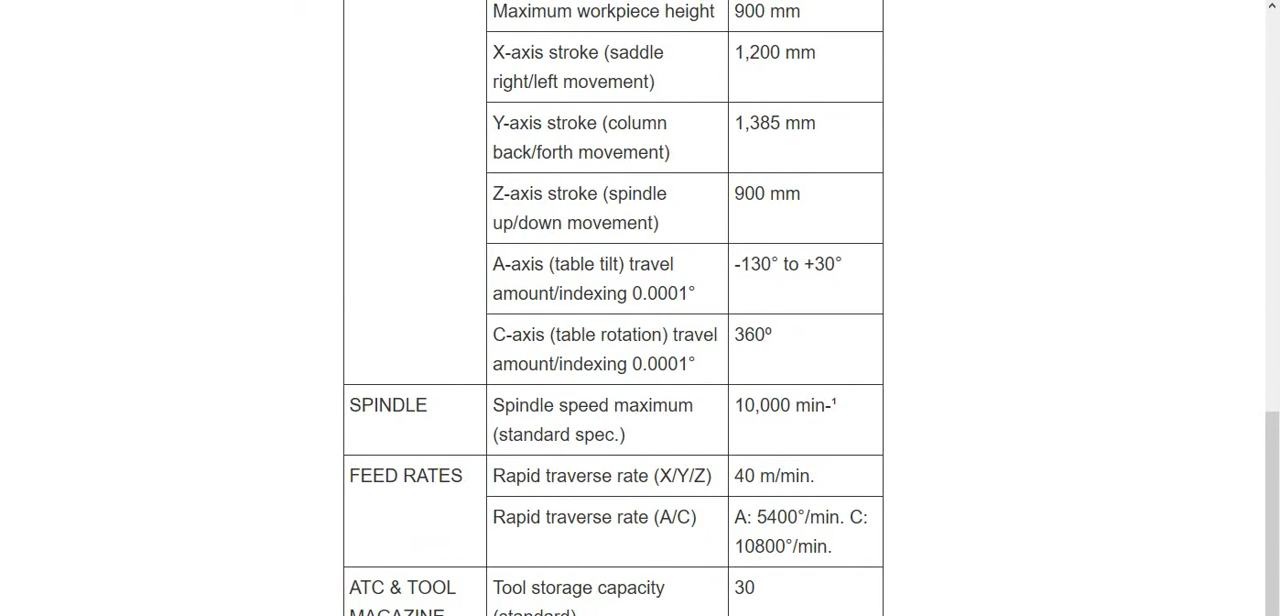 Maximum workpiece height 900 mm
X-axis stroke (saddle 1,200 mm
right/left movement)
Y-axis stroke (column 1,385 mm
back/forth movement)
Z-axis stroke (spindle 900 mm
up/down movement)
A-axis (table tilt) travel -130° to +30°
amount/indexing 0.0001°
C-axis (table rotation) travel 360º
amount/indexing 0.0001°
SPINDLE Spindle speed maximum 10,000 min-¹
(standard spec.)
FEED RATES Rapid traverse rate (X/Y/Z) 40 m/min.
Rapid traverse rate (A/C) A: 5400°/min. C:
10800°/min.
ATC & TOOL Tool storage capacity 30
MAGAZINE (standard)